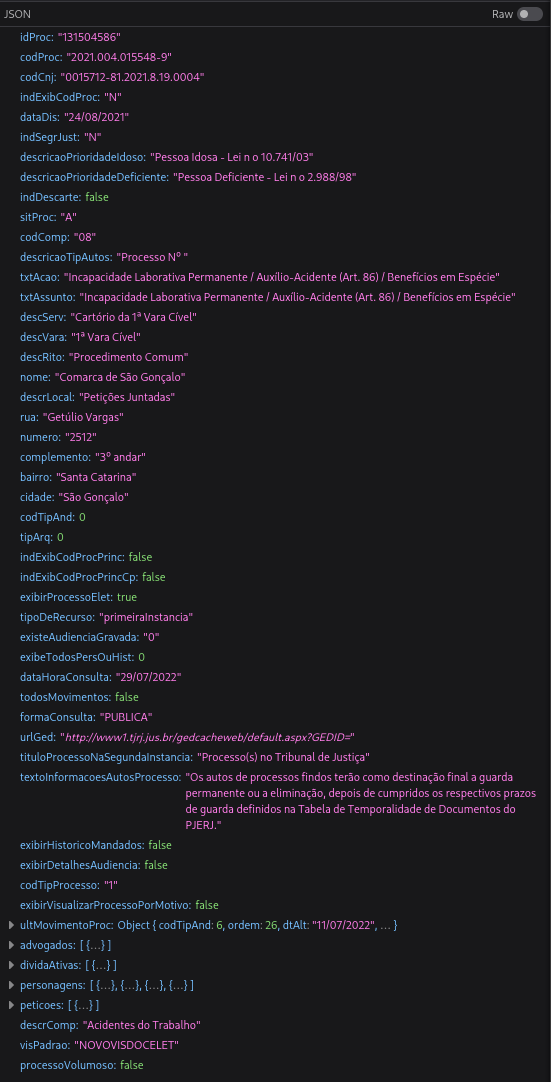 JSON Raw
idProc: "131504586"
codProc: "2021.004.015548-9"
codCnj: "0015712-81.2021.8.19.0004"
indExibCodProc: "N"
dataDis: "24/08/2021"
indSegrJust: "N"
descricaoPrioridadeIdoso: "Pessoa Idosa - Lei n o 10.741/03"
descricaoPrioridadeDeficiente: "Pessoa Deficiente - Lei n o 2.988/98"
indDescarte: false
sitProc: "A"
codComp: "08"
descricaoTipAutos: "Processo Nº "
txtAcao: "Incapacidade Laborativa Permanente / Auxílio-Acidente (Art. 86) / Benefícios em Espécie"
txtAssunto: "Incapacidade Laborativa Permanente / Auxílio-Acidente (Art. 86) / Benefícios em Espécie"
descServ: "Cartório da 1ª Vara Cível"
descVara: "1ª Vara Cível"
descRito: "Procedimento Comum"
nome: "Comarca de São Gonçalo"
descrLocal: "Petições Juntadas"
rua: "Getúlio Vargas"
numero: "2512"
complemento: "3º andar"
bairro: "Santa Catarina"
cidade: "São Gonçalo"
codTipAnd: 0
tipArq: 0
indExibCodProcPrinc: false
indExibCodProcPrincCp: false
exibirProcessoElet: true
tipoDeRecurso: "primeiraInstancia"
existeAudienciaGravada: "0"
exibeTodosPersOuHist: 0
dataHoraConsulta: "29/07/2022"
todosMovimentos: false
formaConsulta: "PUBLICA"
urlGed: "http://www1.tjrj.jus.br/gedcacheweb/default.aspx?GEDID="
tituloProcessoNaSegundaInstancia: "Processo(s) no Tribunal de Justiça"
textoInformacoesAutosProcesso: "Os autos de processos findos terão como destinação final a guarda
permanente ou a eliminação, depois de cumpridos os respectivos prazos
de guarda definidos na Tabela de Temporalidade de Documentos do
PJERJ."
exibirHistoricoMandados: false
exibirDetalhesAudiencia: false
codTipProcesso: "1"
exibirVisualizarProcessoPorMotivo: false
ultMovimentoProc: Object { codTipAnd: 6, ordem: 26, dtAlt: "11/07/2022", … }
advogados: [ {…} ]
dividaAtivas: [ {…} ]
personagens: [ {…}, {…}, {…}, {…} ]
peticoes: [ {…} ]
descrComp: "Acidentes do Trabalho"
visPadrao: "NOVOVISDOCELET"
processoVolumoso: false